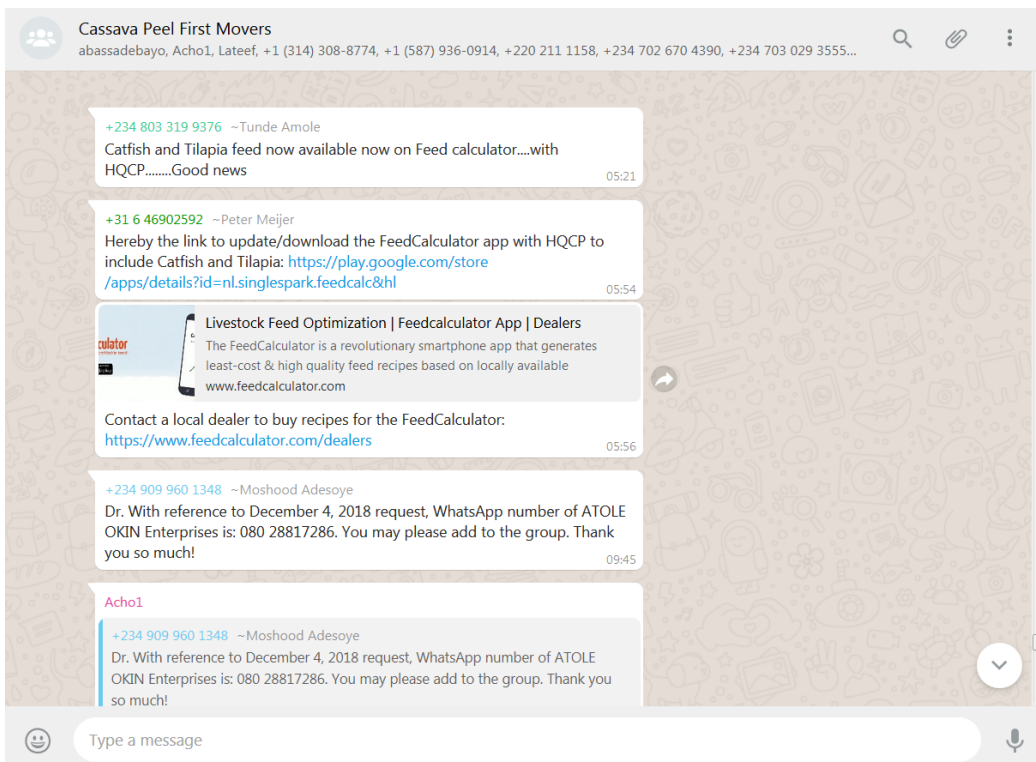 Cassava Peel First Movers
abassadebayo, Acho1, Lateef, +1 (314) 308-8774, +1 (587) 936-0914, +220 211 1158, +234 702 670 4390, +234 703 029 3555...
+234 803 319 9376 ~Tunde Amole
Catfish and Tilapia feed now available now on Feed calculator....with
HQCP........Good news
05:21
+31 6 46902592 ~Peter Meijer
Hereby the link to update/download the FeedCalculator app with HQCP to
include Catfish and Tilapia: https://play.google.com/store
/apps/details?id=nl.singlespark.feedcalc&hl
05:54
culator
Livestock Feed Optimization | Feedcalculator App | Dealers
The FeedCalculator is a revolutionary smartphone app that generates
least-cost & high quality feed recipes based on locally available
www.feedcalculator.com
Contact a local dealer to buy recipes for the FeedCalculator:
https://www.feedcalculator.com/dealers
05:56
+234 909 960 1348 ~Moshood Adesoye
Dr. With reference to December 4, 2018 request, WhatsApp number of ATOLE
OKIN Enterprises is: 080 28817286. You may please add to the group. Thank
you so much!
09:45
Acho1
+234 909 960 1348 ~Moshood Adesoye
Dr. With reference to December 4, 2018 request, WhatsApp number of ATOLE
OKIN Enterprises is: 080 28817286. You may please add to the group. Thank you
so much!
Type a message